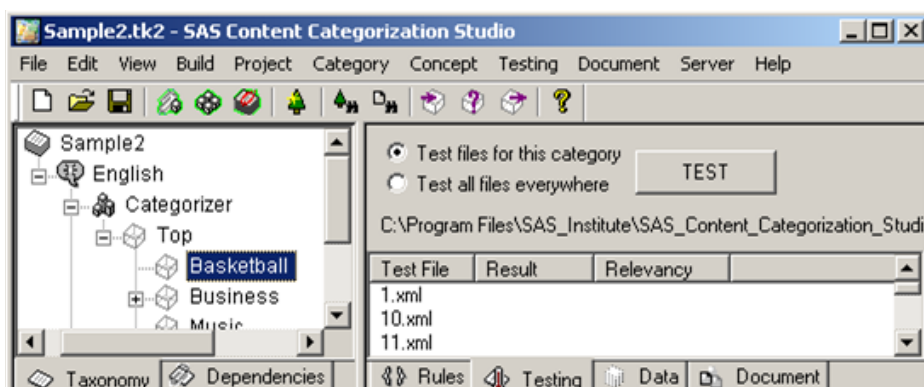 Sample2.tk2 - SAS Content Categorization Studio
File Edit View Build Project Category Concept Testing Document Server Help
Sample2
English
Categorizer
Top
Basketball
Business
Music
Taxonomy Dependencies
Test files for this category
Test all files everywhere
TEST
C:\Program Files\SAS_Institute\SAS_Content_Categorization_Studi
Test File Result Relevancy
1.xml
10.xml
11.xml
Rules Testing Data Document